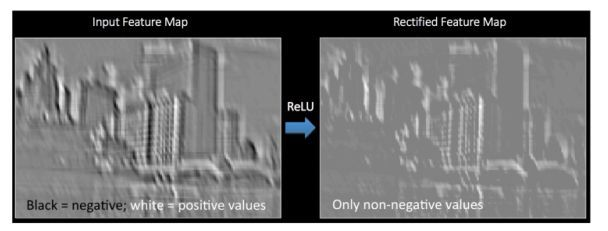 Input Feature Map
Rectified Feature Map
ReLU
Black = negative; white = positive values
Only non-negative values